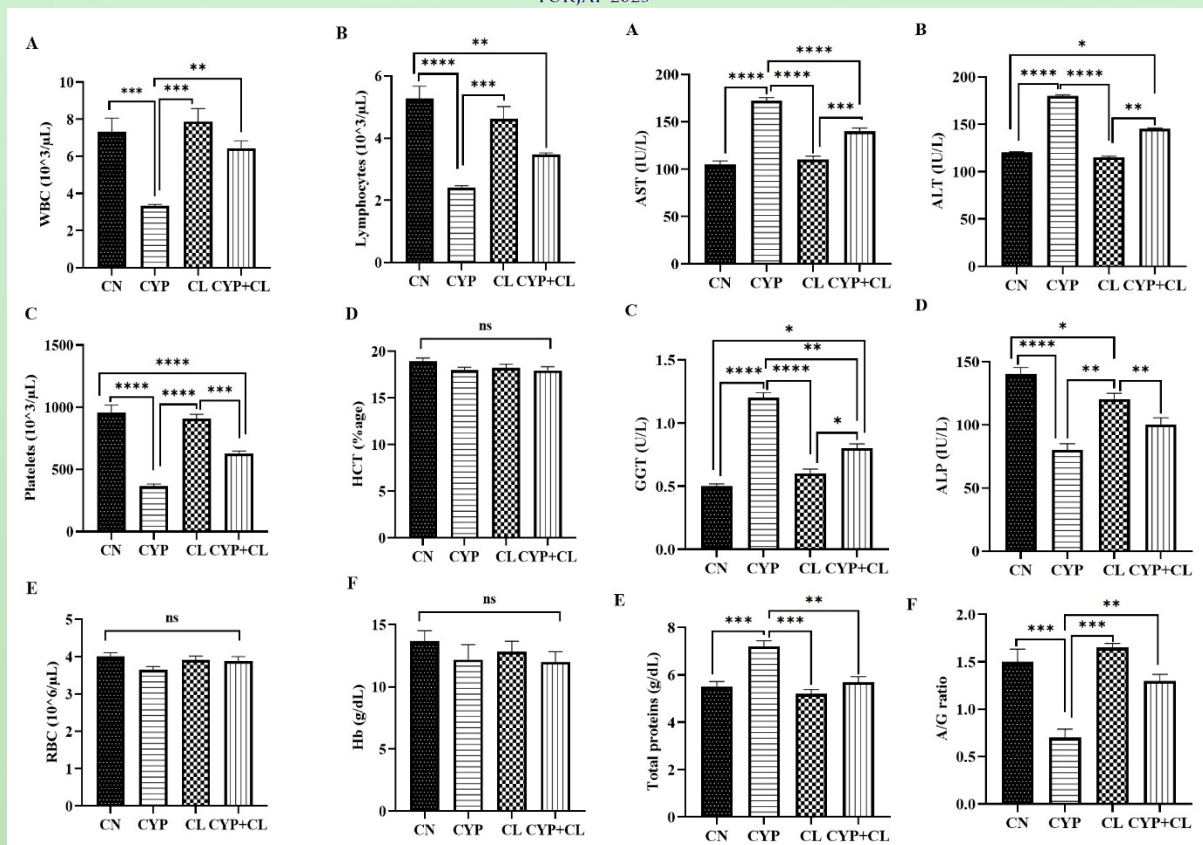 A
WBC (10^3/µL)
10
8
6
4
2
0
***
***
**
CN CYP CL CYP+CL
B
Lymphocytes (10^3/µL)
6
4
2
0
****
***
**
CN CYP CL CYP+CL
A
AST (IU/L)
200
150
100
50
0
****
****
****
***
CN CYP CL CYP+CL
B
ALT (IU/L)
200
150
100
50
0
*
****
****
**
CN CYP CL CYP+CL
C
Platelets (10^3/µL)
1500
1000
500
0
****
****
****
***
CN CYP CL CYP+CL
D
HCT (%age)
20
15
10
5
0
ns
CN CYP CL CYP+CL
C
GGT (U/L)
1.5
1.0
0.5
0.0
*
**
****
****
*
CN CYP CL CYP+CL
D
ALP (IU/L)
150
100
50
0
*
****
**
**
CN CYP CL CYP+CL
E
RBC (10^6/µL)
5
4
3
2
1
0
ns
CN CYP CL CYP+CL
F
Hb (g/dL)
15
10
5
0
ns
CN CYP CL CYP+CL
E
Total proteins (g/dL)
8
6
4
2
0
**
***
***
CN CYP CL CYP+CL
F
A/G ratio
2.0
1.5
1.0
0.5
0.0
**
***
***
CN CYP CL CYP+CL